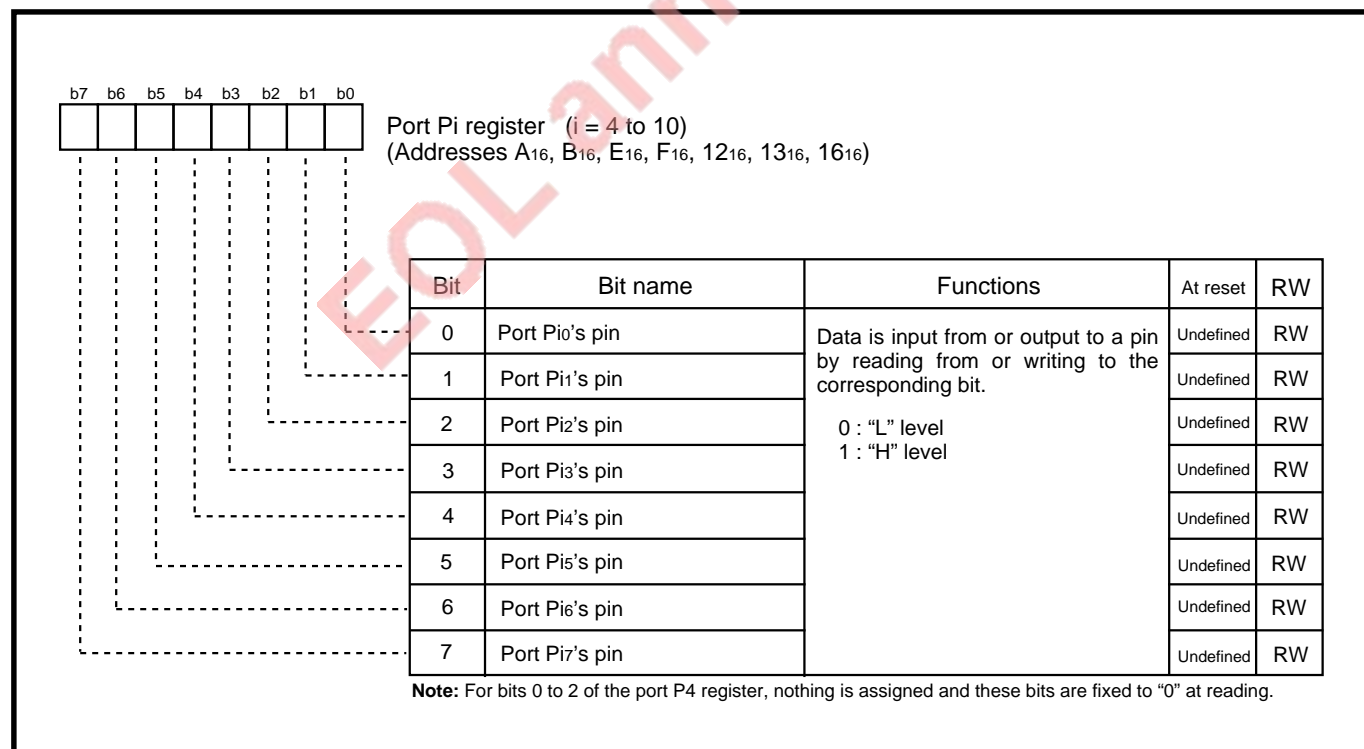 b7 b6 b5 b4 b3 b2 b1 b0
Port Pi register (i = 4 to 10)
(Addresses A16, B16, E16, F16, 1216, 1316, 1616)
Bit Bit name Functions At reset RW
0 Port Pi0’s pin Undefined RW
1 Port Pi1’s pin Undefined RW
2 Port Pi2’s pin Undefined RW
3 Port Pi3’s pin Undefined RW
4 Port Pi4’s pin Undefined RW
5 Port Pi5’s pin Undefined RW
6 Port Pi6’s pin Undefined RW
7 Port Pi7’s pin Undefined RW
Data is input from or output to a pin
by reading from or writing to the
corresponding bit.
0 : “L” level
1 : “H” level
Note: For bits 0 to 2 of the port P4 register, nothing is assigned and these bits are fixed to “0” at reading.
EOL